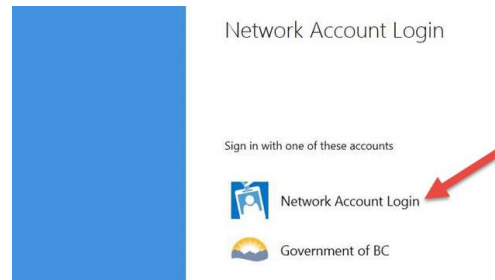 Network Account Login
Sign in with one of these accounts
Network Account Login
Government of BC